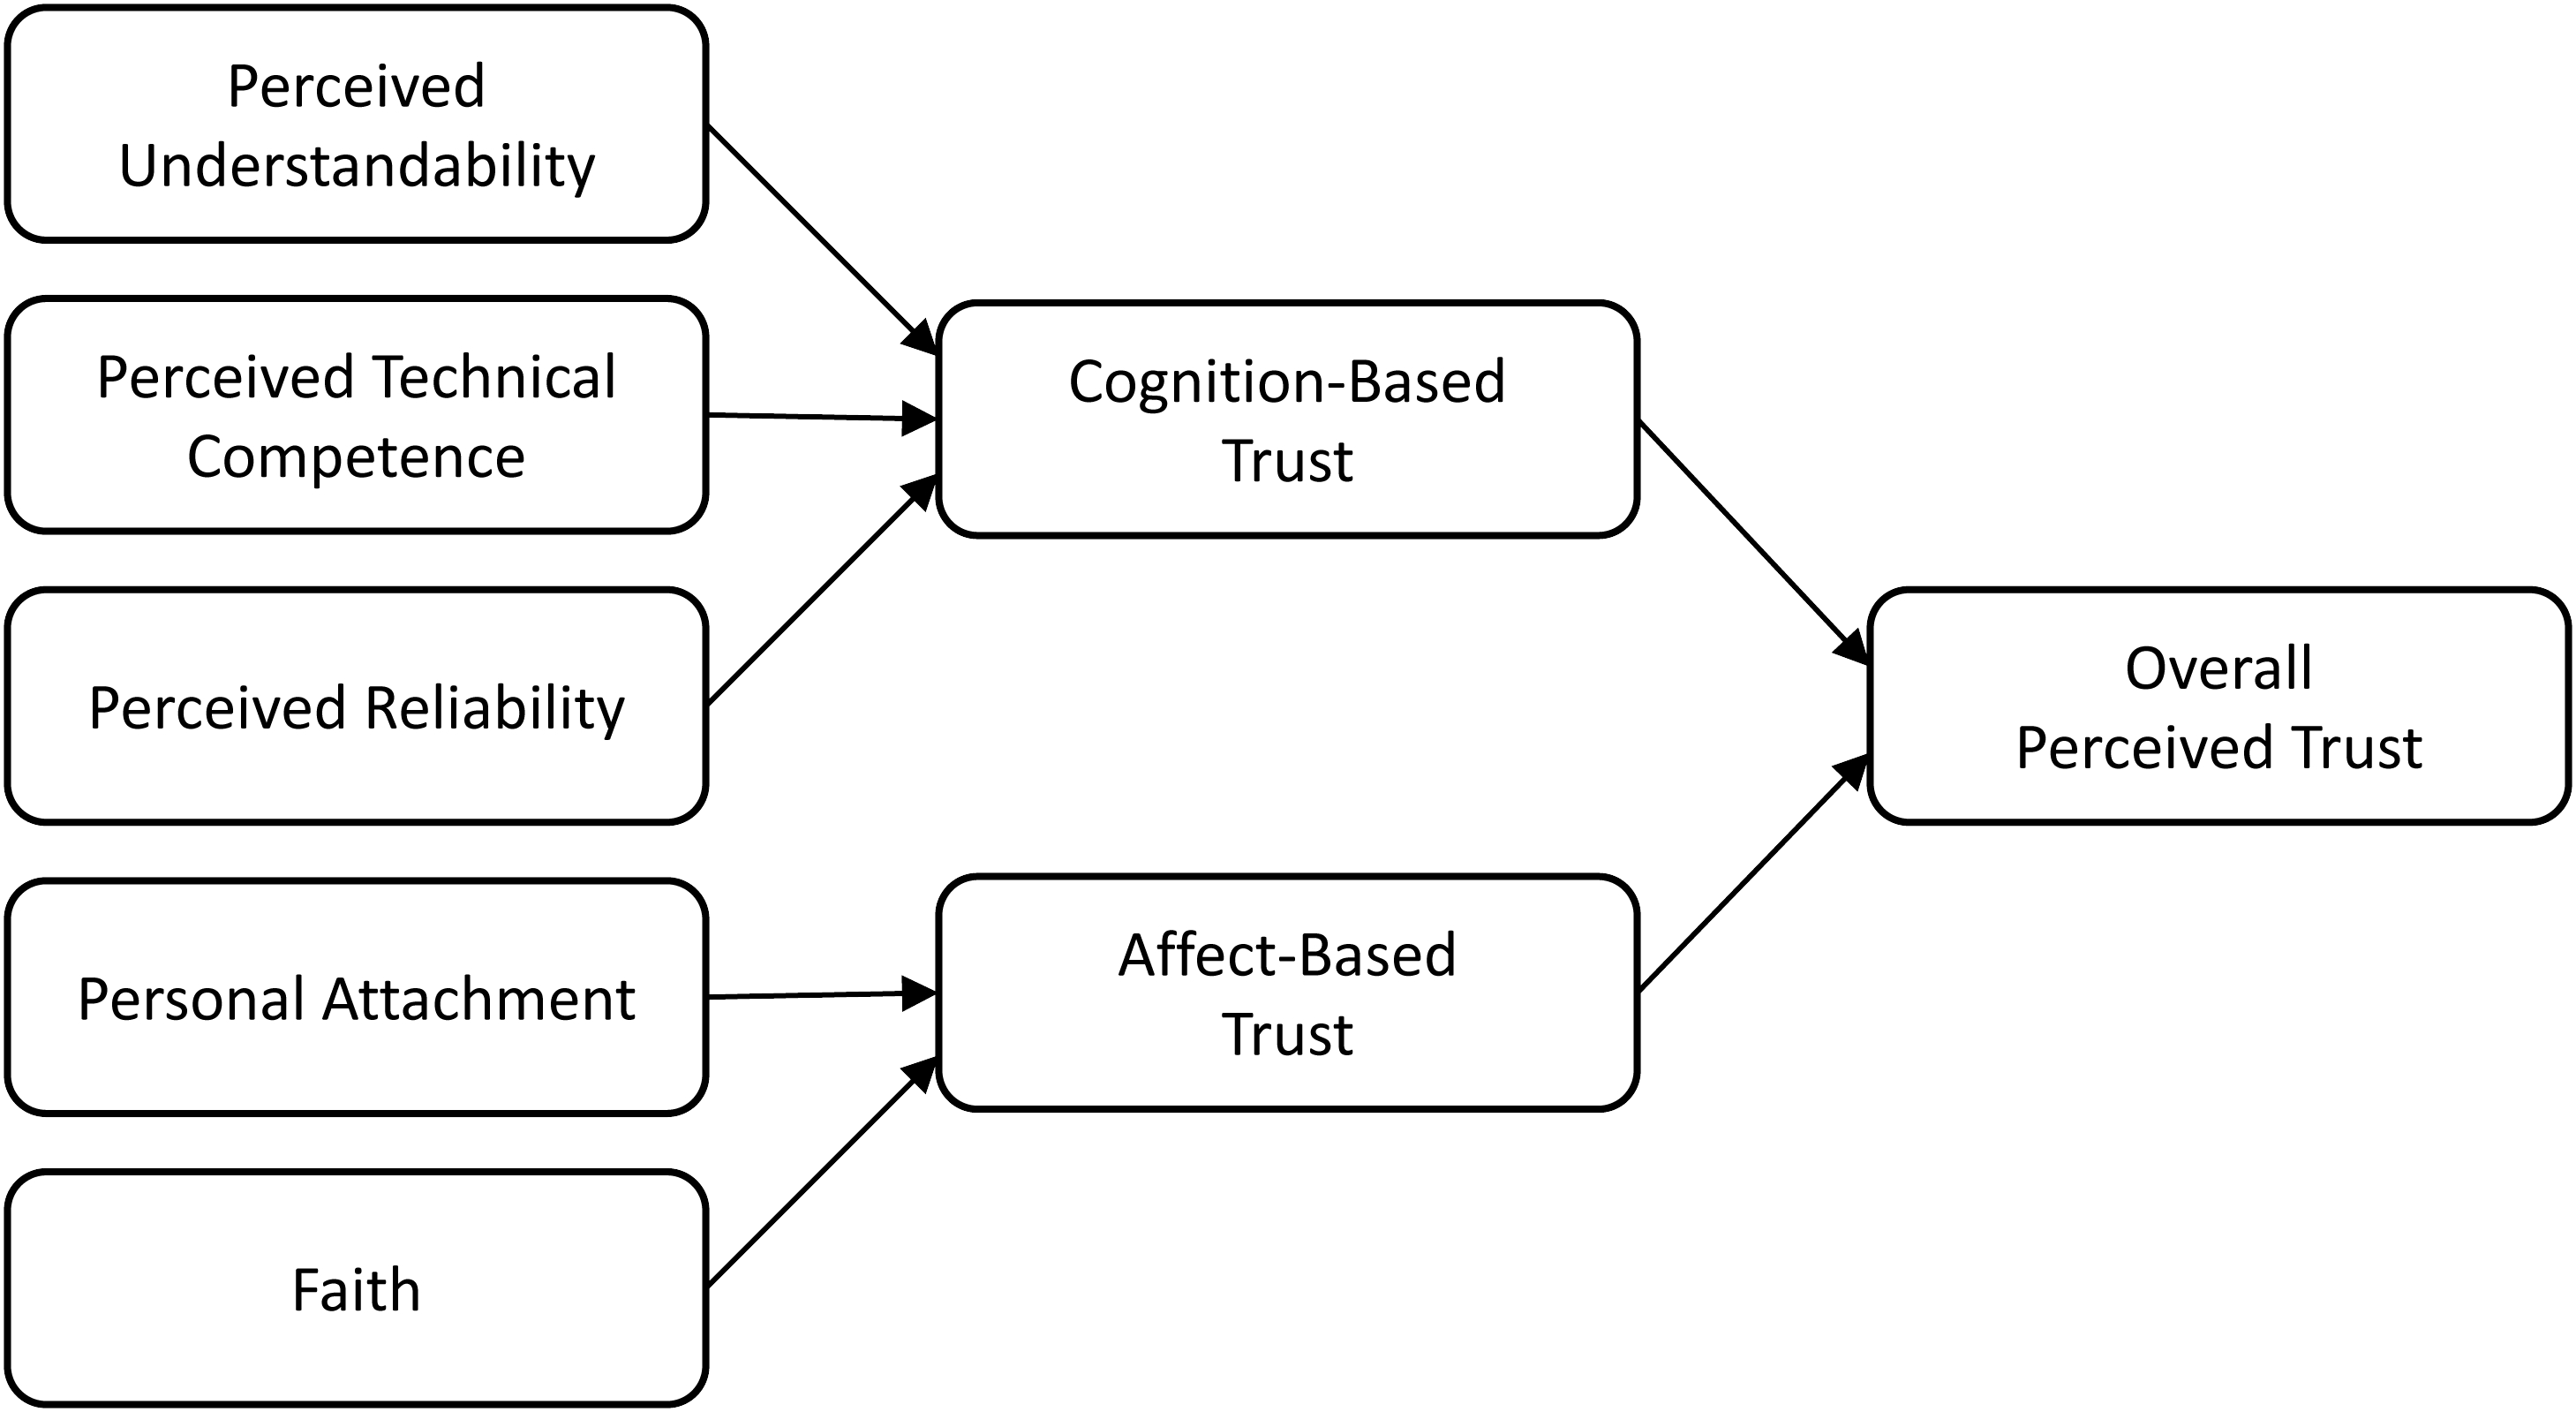 Perceived
Understandability
Perceived Technical
Competence
Perceived Reliability
Personal Attachment
Faith
Cognition-Based
Trust
Affect-Based
Trust
Overall
Perceived Trust